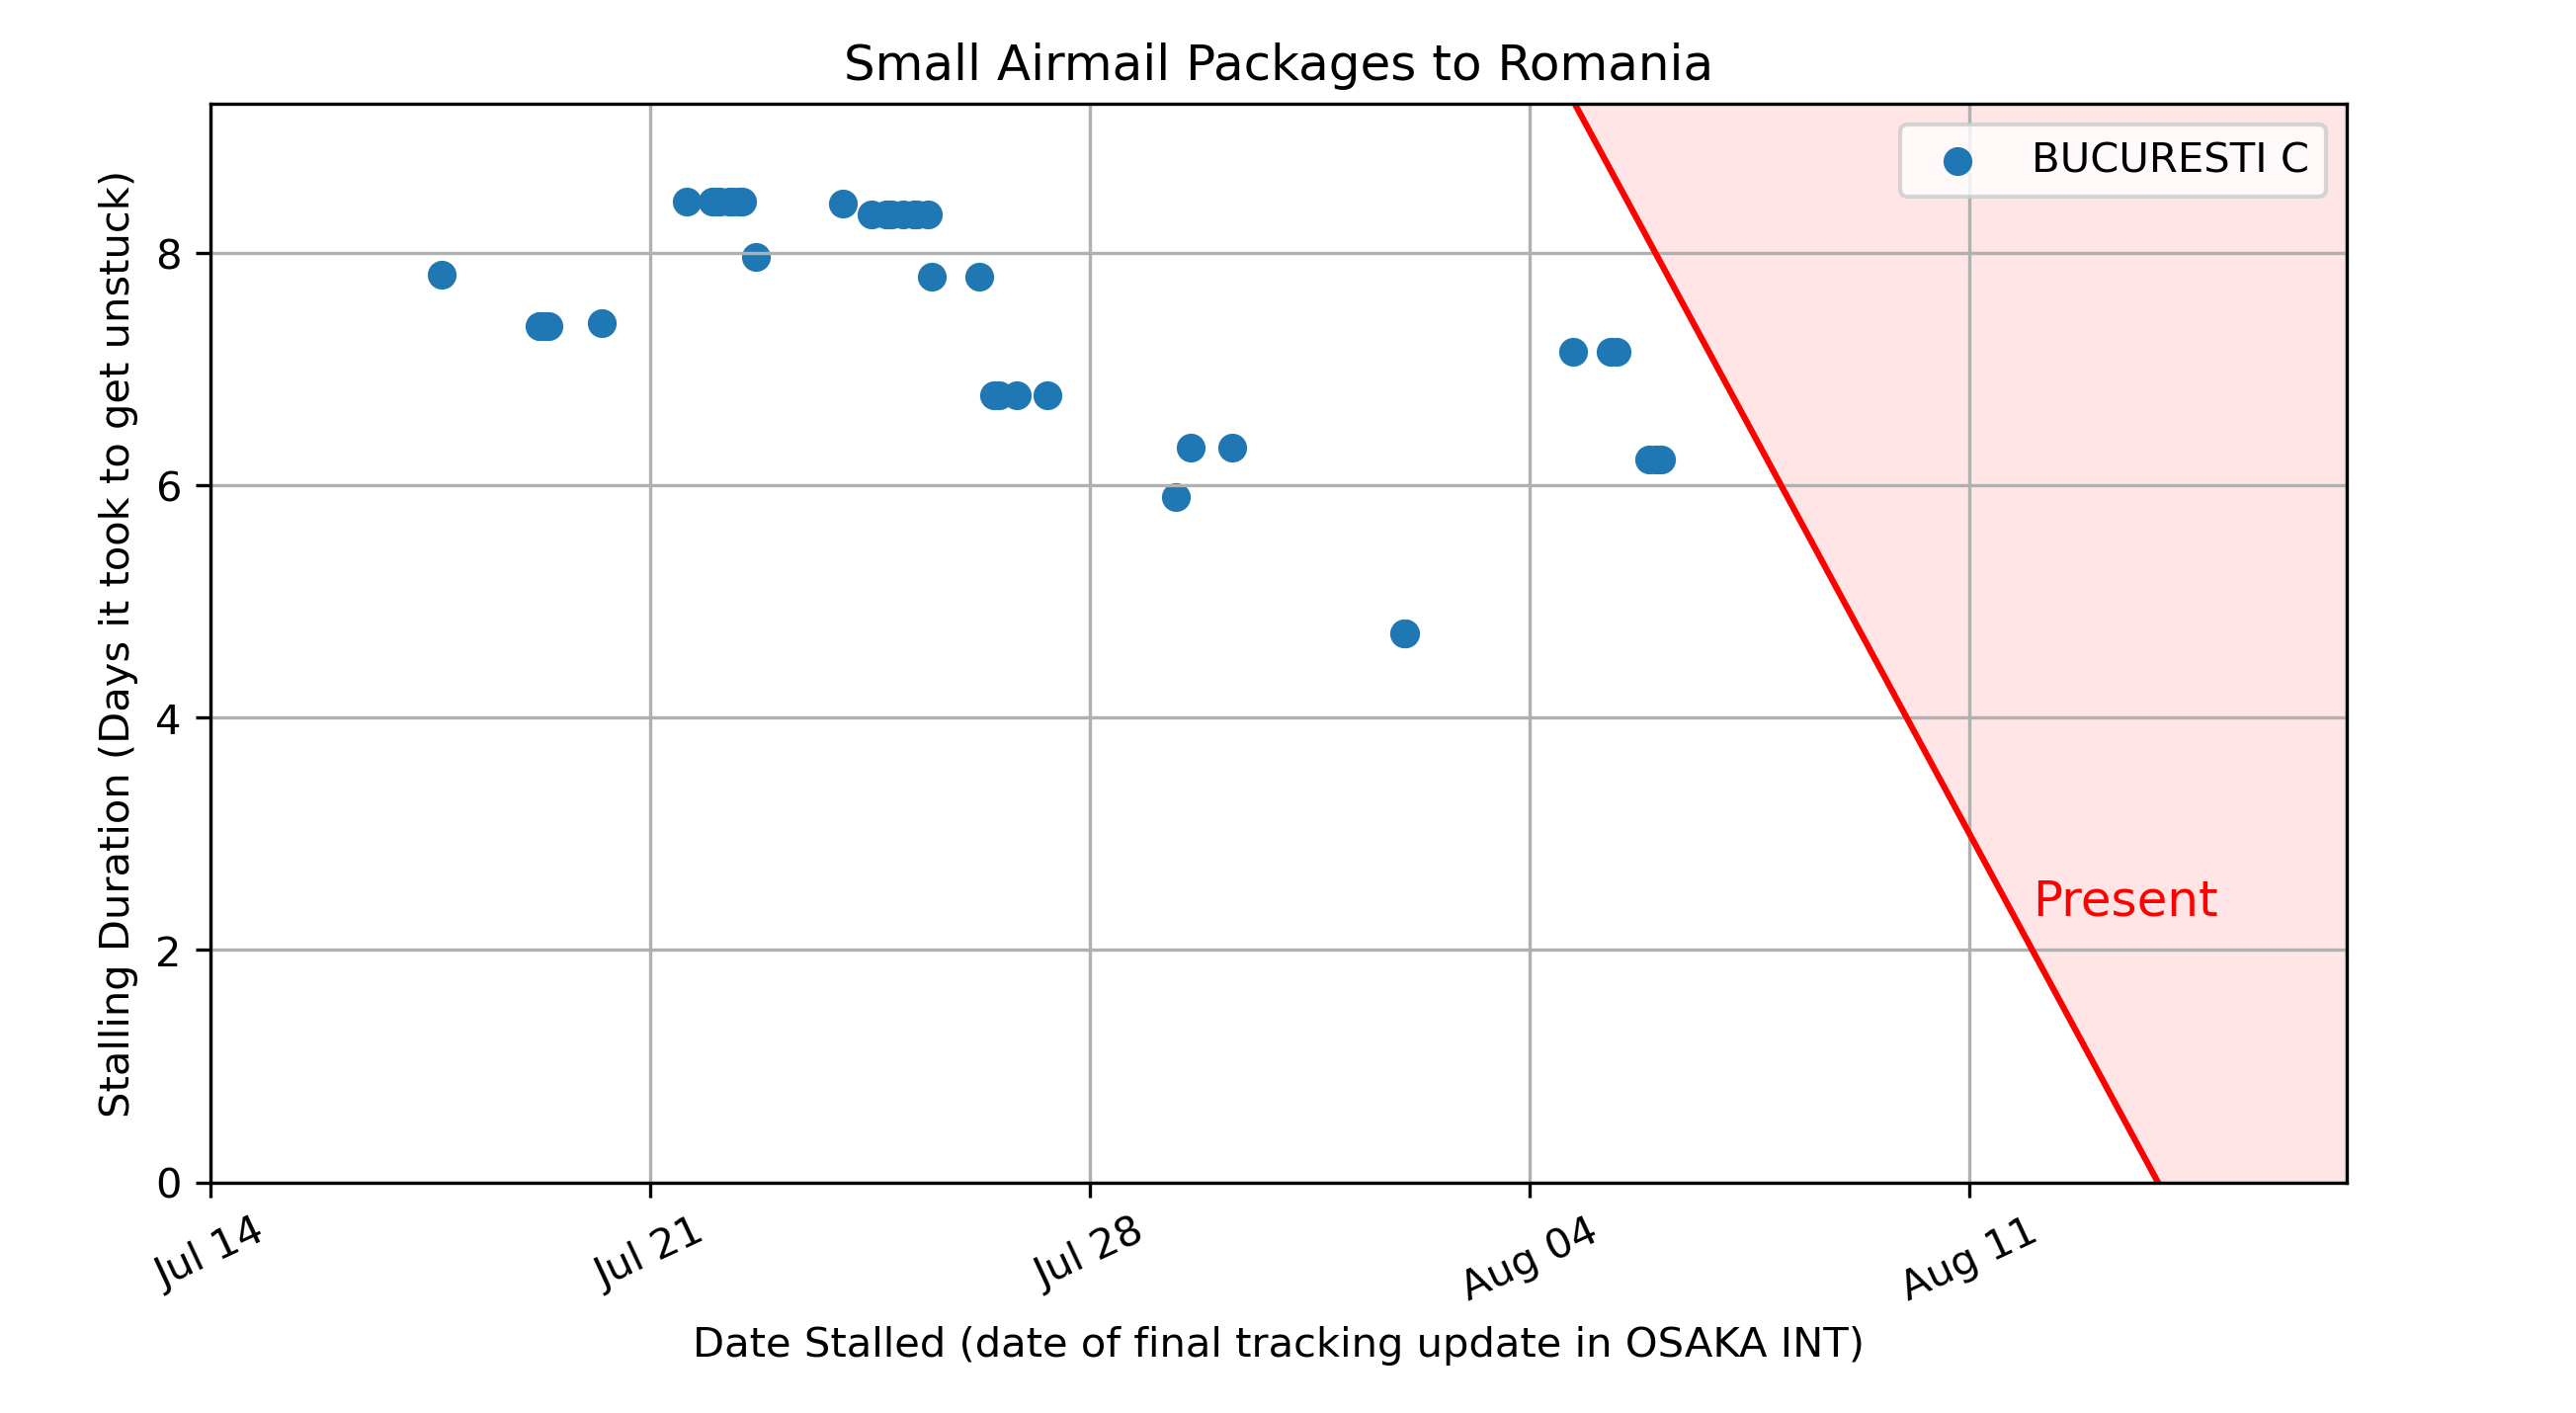 Small Airmail Packages to Romania
BUCURESTI C
Stalling Duration (Days it took to get unstuck)
8
6
4
2
0
Present
Jul 14
Jul 21
Jul 28
Aug 04
Aug 11
Date Stalled (date of final tracking update in OSAKA INT)